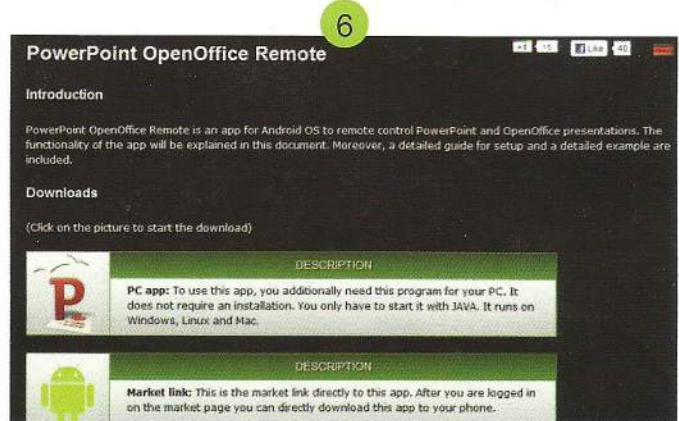 6
PowerPoint OpenOffice Remote
+1 15 Like 40
Introduction
PowerPoint OpenOffice Remote is an app for Android OS to remote control PowerPoint and OpenOffice presentations. The
functionality of the app will be explained in this document. Moreover, a detailed guide for setup and a detailed example are
included.
Downloads
(Click on the picture to start the download)
DESCRIPTION
P
PC app: To use this app, you additionally need this program for your PC. It
does not require an installation. You only have to start it with JAVA. It runs on
Windows, Linux and Mac.
DESCRIPTION
Market link: This is the market link directly to this app. After you are logged in
on the market page you can directly download this app to your phone.